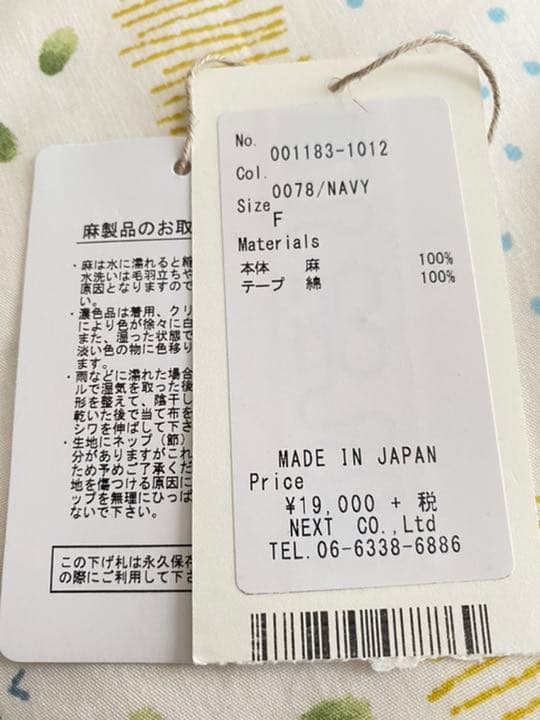 麻製品のお取
・麻は水に濡れると縮
水洗いは毛羽立ちや
原因となりますので
い。
・濃色品は着用、クリ
により色が徐々に白
また、湿った状態で
淡い色の物に色移り
ます。
・雨などに濡れた場合
ルで湿気を取った後
形を整えて、陰干し
乾いた後で当て布を
シワを伸ばして下さ
・生地にネップ（節）
分がありますがこれ
ため予めご了承くだ
地を傷つける原因に
ップを無理にひっぱ
ないで下さい。
この下げ札は永久保存
の際にご利用して下さ
No. 001183-1012
Col. 0078/NAVY
Size F
Materials
本体 麻 100%
テープ 綿 100%
MADE IN JAPAN
Price
¥19,000 + 税
NEXT CO.,Ltd
TEL.06-6338-6886